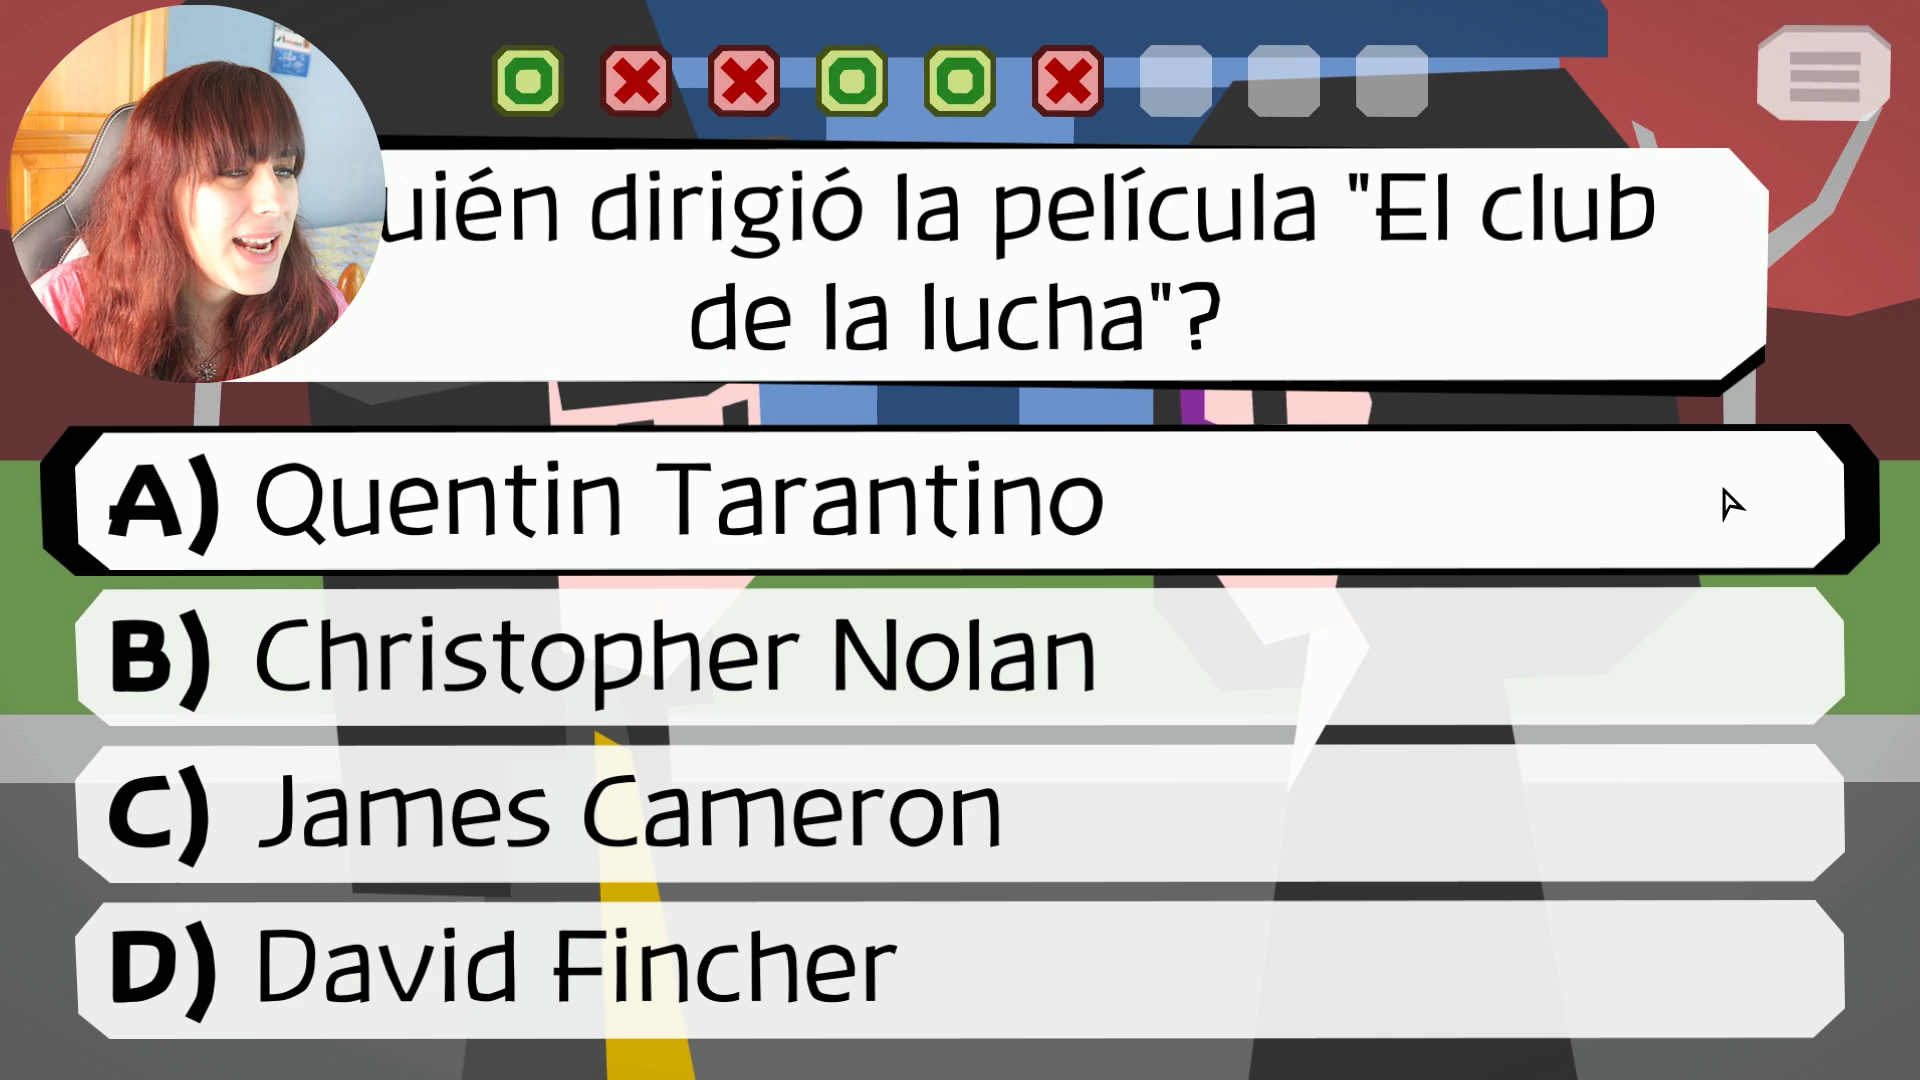 uién dirigió la película "El club
de la lucha"?
A) Quentin Tarantino
B) Christopher Nolan
C) James Cameron
D) David Fincher